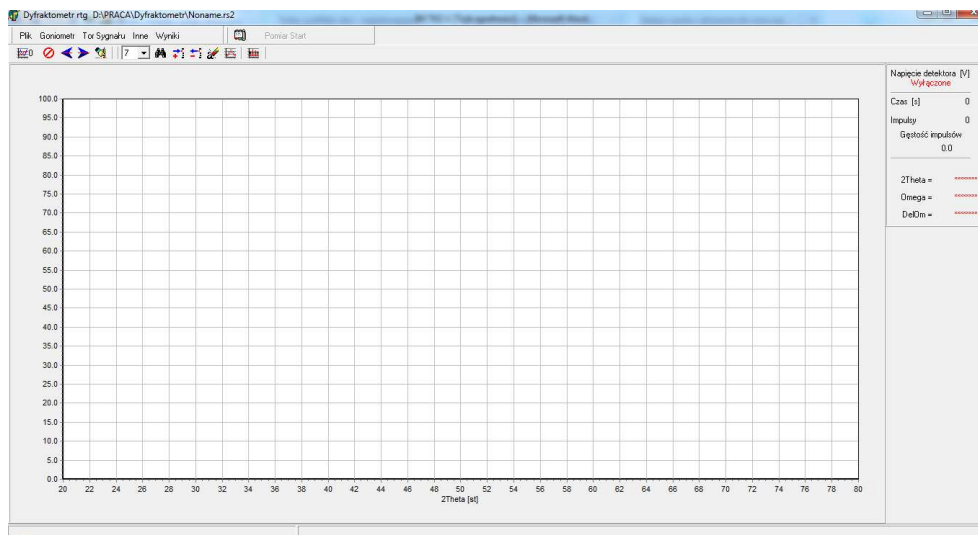 Dyfraktometr rtg D:\PRACA\Dyfraktometr\Noname.rs2
Plik Goniometr Tor Sygnału Inne Wyniki Pomiar Start
7
Napięcie detektora [V]
Wyłączone
Czas [s] 0
Impulsy 0
Gęstość impulsów
0.0
2Theta = ********
Omega = ********
DelOm = ********
100.0
95.0
90.0
85.0
80.0
75.0
70.0
65.0
60.0
55.0
50.0
45.0
40.0
35.0
30.0
25.0
20.0
15.0
10.0
5.0
0.0
20 22 24 26 28 30 32 34 36 38 40 42 44 46 48 50 52 54 56 58 60 62 64 66 68 70 72 74 76 78 80
2Theta [st]